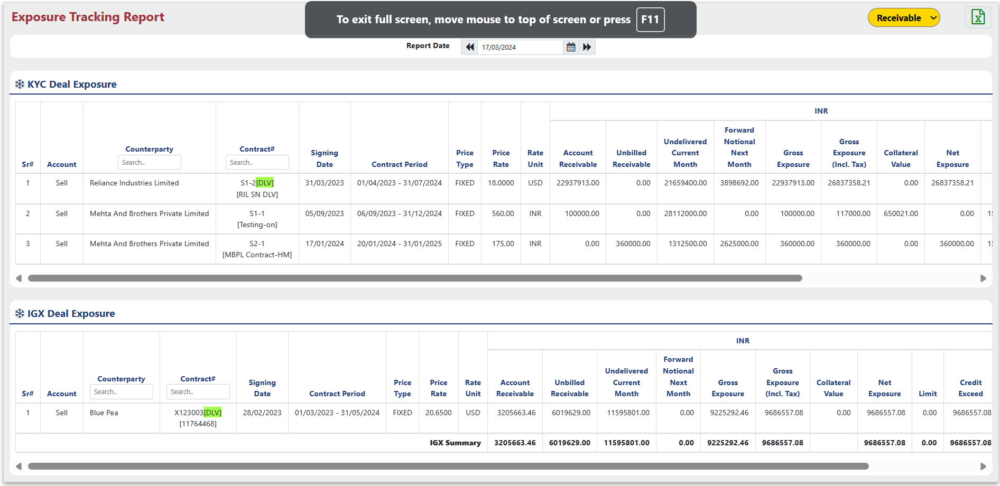 Exposure Tracking Report
To exit full screen, move mouse to top of screen or press F11
Receivable
Report Date 17/03/2024
KYC Deal Exposure
Sr# Account Counterparty Contract# Signing Date Contract Period Price Type Price Rate Rate Unit INR
Account Receivable Unbilled Receivable Undelivered Current Month Forward Notional Next Month Gross Exposure Gross Exposure (Incl. Tax) Collateral Value Net Exposure
Search.. Search..
1 Sell Reliance Industries Limited S1-2[DLV] 31/03/2023 01/04/2023 - 31/07/2024 FIXED 18.0000 USD 22937913.00 0.00 21659400.00 3898692.00 22937913.00 26837358.21 0.00 26837358.21
[RIL SN DLV]
2 Sell Mehta And Brothers Private Limited S1-1 05/09/2023 06/09/2023 - 31/12/2024 FIXED 560.00 INR 100000.00 0.00 28112000.00 0.00 100000.00 117000.00 650021.00 0.00
[Testing-on]
3 Sell Mehta And Brothers Private Limited S2-1 17/01/2024 20/01/2024 - 31/01/2025 FIXED 175.00 INR 0.00 360000.00 1312500.00 2625000.00 360000.00 360000.00 0.00 360000.00
[MBPL Contract-HM]
IGX Deal Exposure
Sr# Account Counterparty Contract# Signing Date Contract Period Price Type Price Rate Rate Unit INR
Account Receivable Unbilled Receivable Undelivered Current Month Forward Notional Next Month Gross Exposure Gross Exposure (Incl. Tax) Collateral Value Net Exposure Limit Credit Exceed
Search.. Search..
1 Sell Blue Pea X123003[DLV] 28/02/2023 01/03/2023 - 31/05/2024 FIXED 20.6500 USD 3205663.46 6019629.00 11595801.00 0.00 9225292.46 9686557.08 0.00 9686557.08 0.00 9686557.08
[11764468]
IGX Summary 3205663.46 6019629.00 11595801.00 0.00 9225292.46 9686557.08 9686557.08 0.00 9686557.08